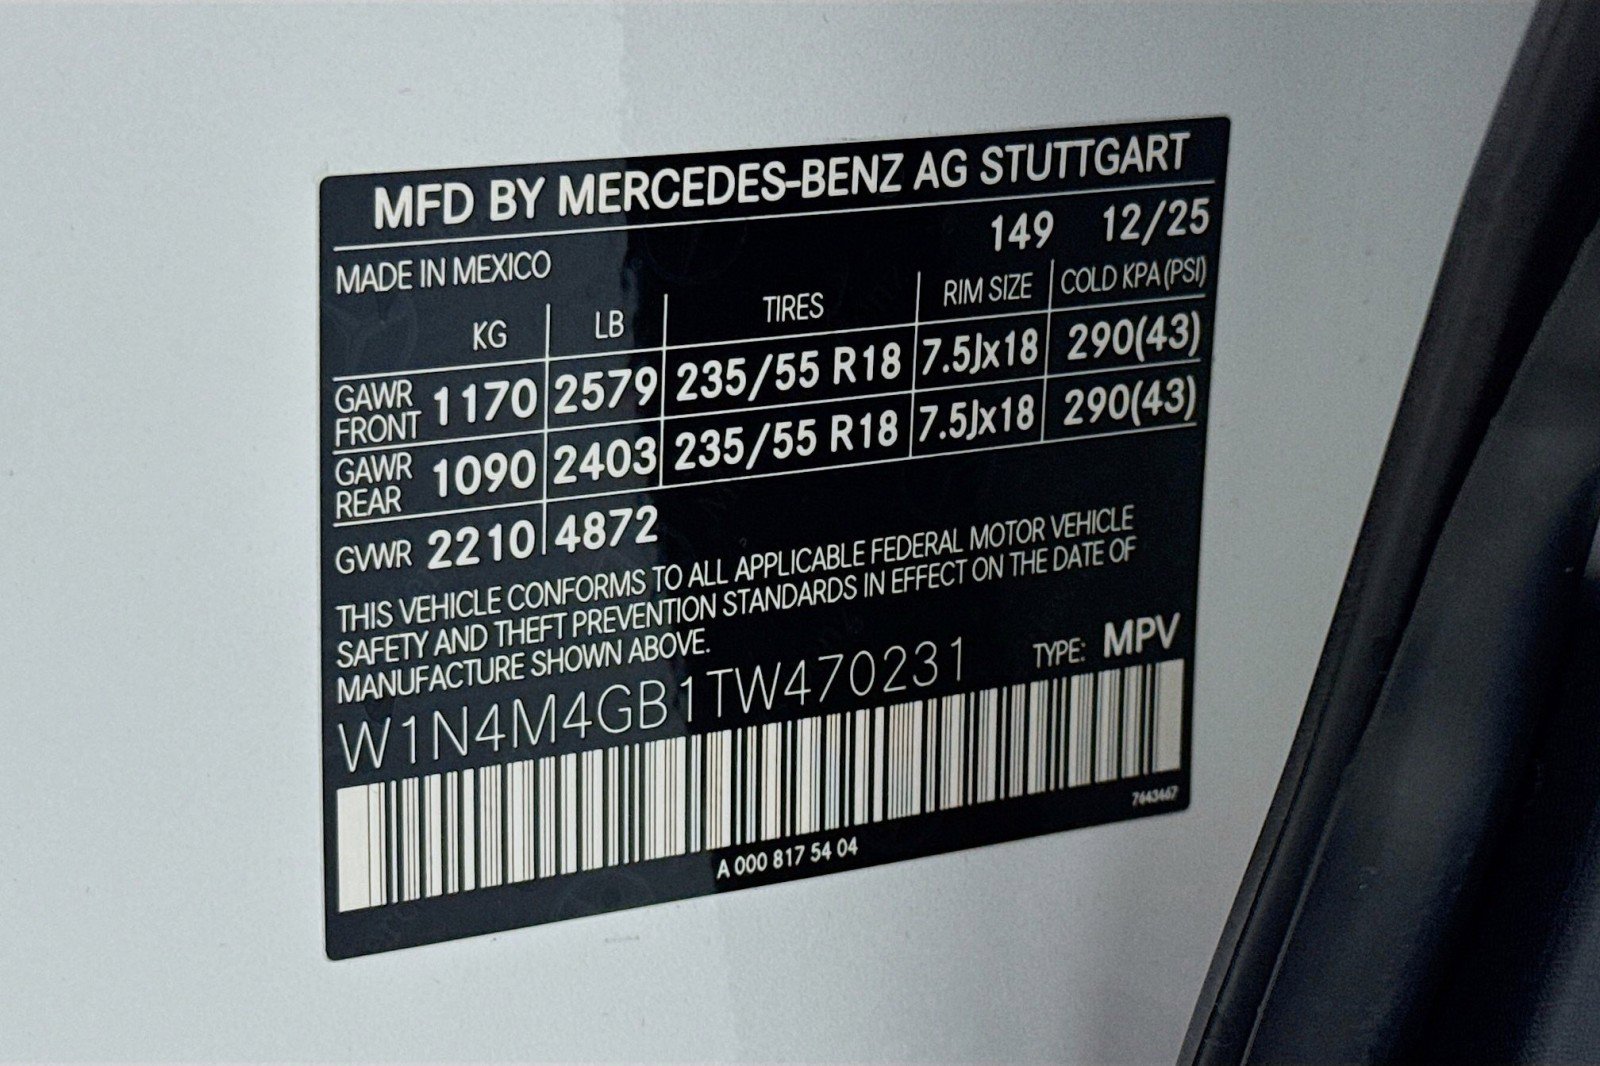 MFD BY MERCEDES-BENZ AG STUTTGART
149 12/25
MADE IN MEXICO
KG LB TIRES RIM SIZE COLD KPA (PSI)
GAWR FRONT 1170 2579 235/55 R18 7.5Jx18 290(43)
GAWR REAR 1090 2403 235/55 R18 7.5Jx18 290(43)
GVWR 2210 4872
THIS VEHICLE CONFORMS TO ALL APPLICABLE FEDERAL MOTOR VEHICLE
SAFETY AND THEFT PREVENTION STANDARDS IN EFFECT ON THE DATE OF
MANUFACTURE SHOWN ABOVE.
W1N4M4GB1TW470231 TYPE: MPV
7643467
A 000 817 54 04